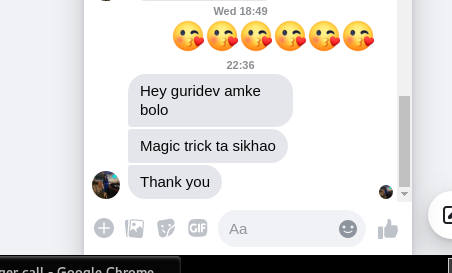 Wed 18:49
😘😘😘😘😘😘
22:36
Hey guridev amke
bolo
Magic trick ta sikhao
Thank you
GIF
Aa
ger call - Google Chrome